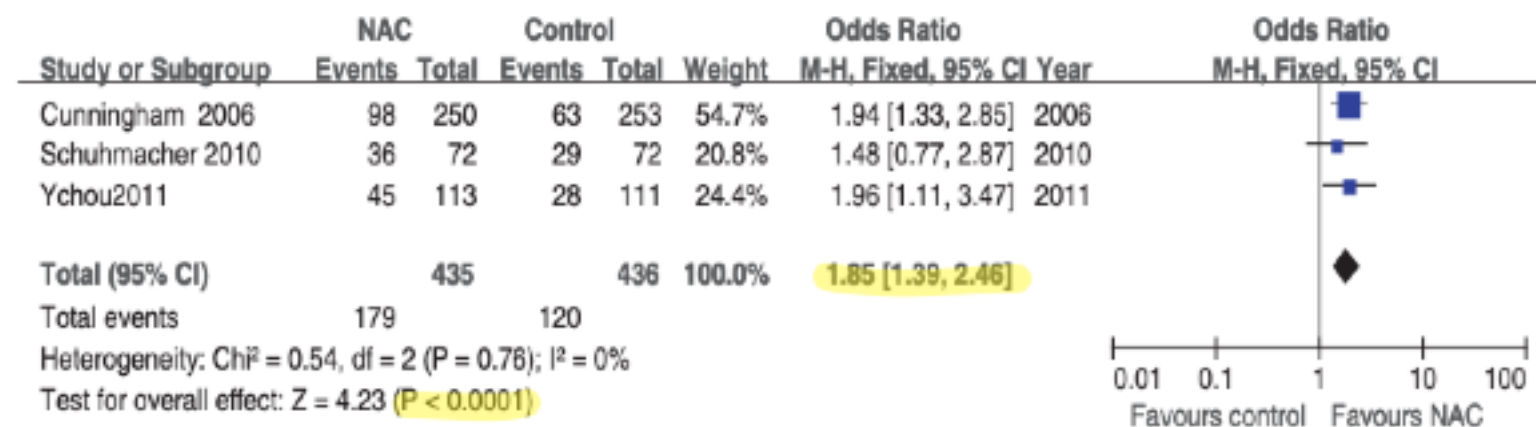 NAC Control Odds Ratio Odds Ratio
Study or Subgroup Events Total Events Total Weight M-H, Fixed, 95% CI Year M-H, Fixed, 95% CI
Cunningham 2006 98 250 63 253 54.7% 1.94 [1.33, 2.85] 2006
Schuhmacher 2010 36 72 29 72 20.8% 1.48 [0.77, 2.87] 2010
Ychou2011 45 113 28 111 24.4% 1.96 [1.11, 3.47] 2011
Total (95% CI) 435 436 100.0% 1.85 [1.39, 2.46]
Total events 179 120
Heterogeneity: Chi² = 0.54, df = 2 (P = 0.76); I² = 0%
Test for overall effect: Z = 4.23 (P < 0.0001)
0.01 0.1 1 10 100
Favours control Favours NAC